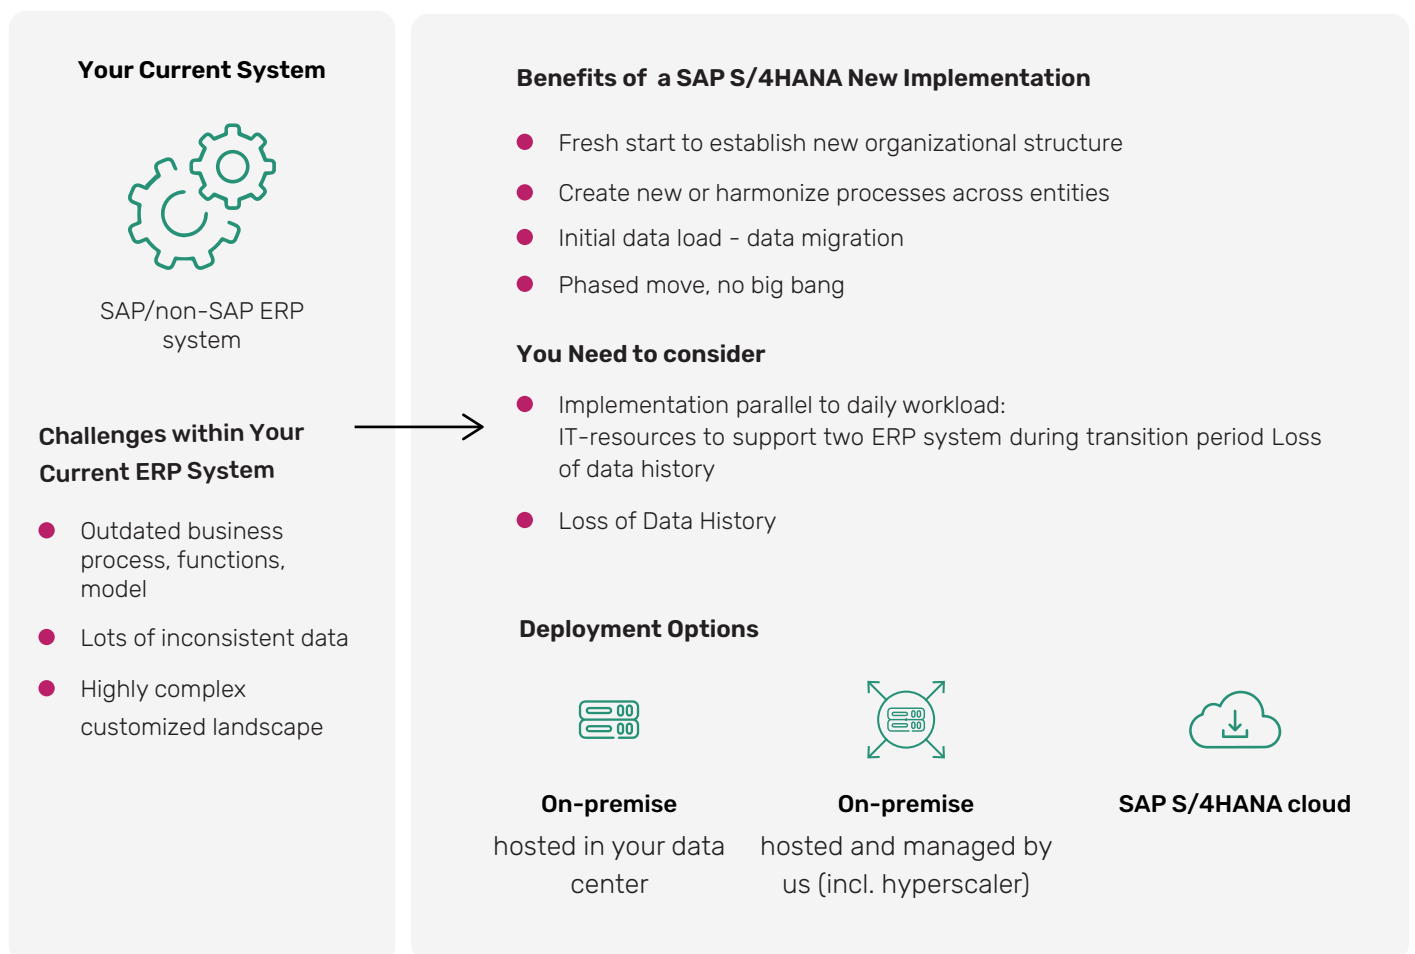 Your Current System
SAP/non-SAP ERP
system
Challenges within Your
Current ERP System
Outdated business
process, functions,
model
Lots of inconsistent data
Highly complex
customized landscape
Benefits of a SAP S/4HANA New Implementation
Fresh start to establish new organizational structure
Create new or harmonize processes across entities
Initial data load - data migration
Phased move, no big bang
You Need to consider
Implementation parallel to daily workload:
IT-resources to support two ERP system during transition period Loss
of data history
Loss of Data History
Deployment Options
On-premise
hosted in your data
center
On-premise
hosted and managed by
us (incl. hyperscaler)
SAP S/4HANA cloud